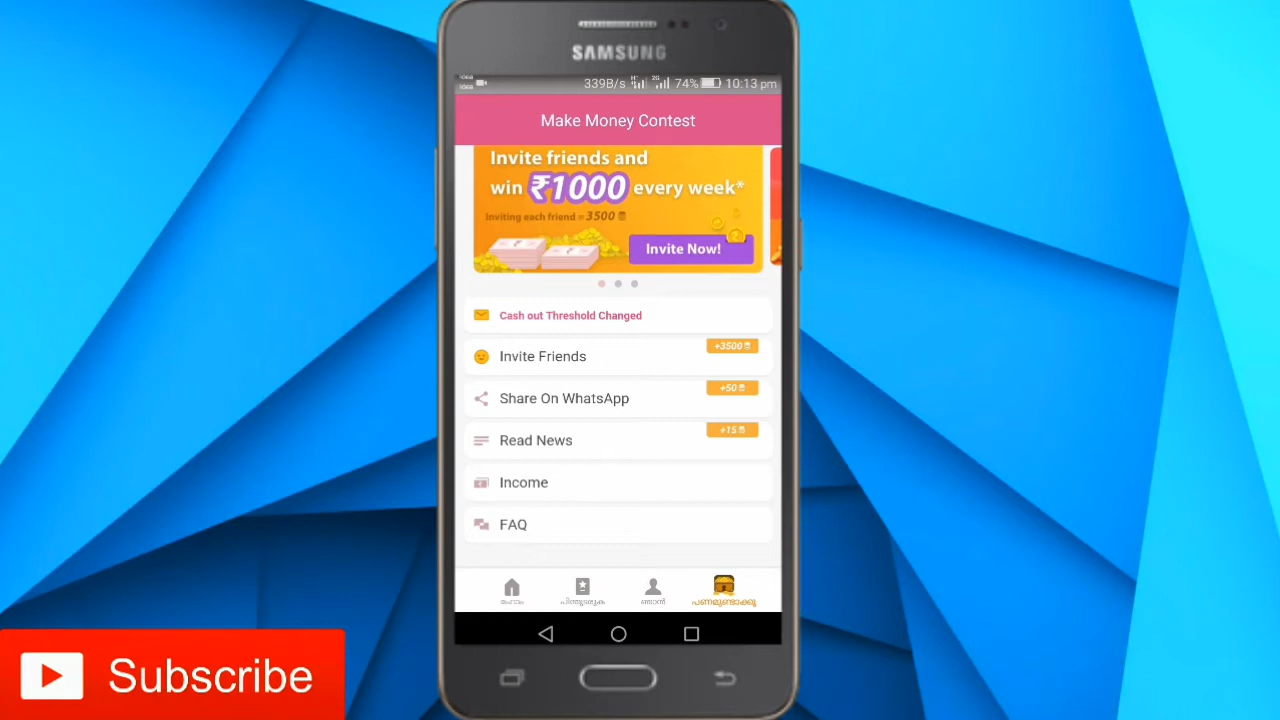 SAMSUNG
339B/s 74% 10:13 pm
Make Money Contest
Invite friends and
win ₹1000 every week*
Inviting each friend = 3500
Invite Now!
Cash out Threshold Changed
+3500
Invite Friends
+50
Share On WhatsApp
+15
Read News
Income
FAQ
ഹോം പിന്തുടരുക ഞാന്‍ പണമുണ്ടാക്കൂ
Subscribe